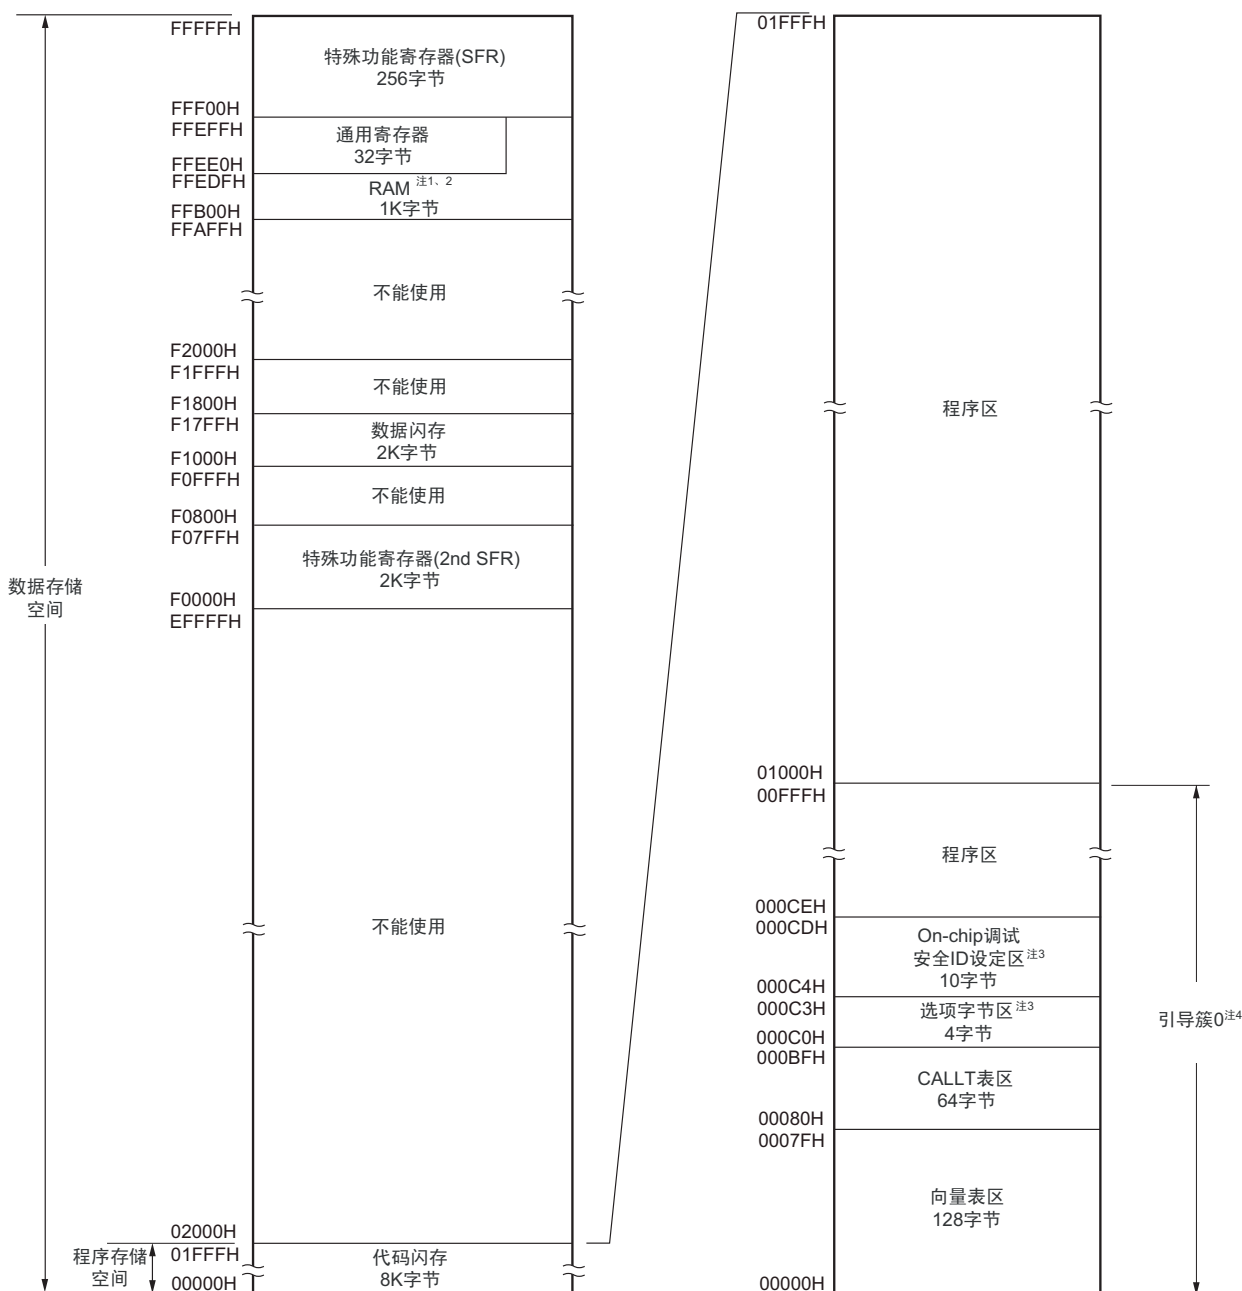 FFFFFH
特殊功能寄存器(SFR)
256字节
FFF00H
FFEFFH
通用寄存器
32字节
FFEE0H
FFEDFH
RAM 注1、2
1K字节
FFB00H
FFAFFH
不能使用
F2000H
F1FFFH
不能使用
F1800H
F17FFH
数据闪存
2K字节
F1000H
F0FFFH
不能使用
F0800H
F07FFH
特殊功能寄存器(2nd SFR)
2K字节
数据存储
空间
F0000H
EFFFFH
不能使用
02000H
程序存储
空间
01FFFH
代码闪存
8K字节
00000H
01FFFH
程序区
01000H
00FFFH
程序区
000CEH
000CDH
On-chip调试
安全ID设定区注3
10字节
000C4H
000C3H
选项字节区注3
4字节
引导簇0注4
000C0H
000BFH
CALLT表区
64字节
00080H
0007FH
向量表区
128字节
00000H